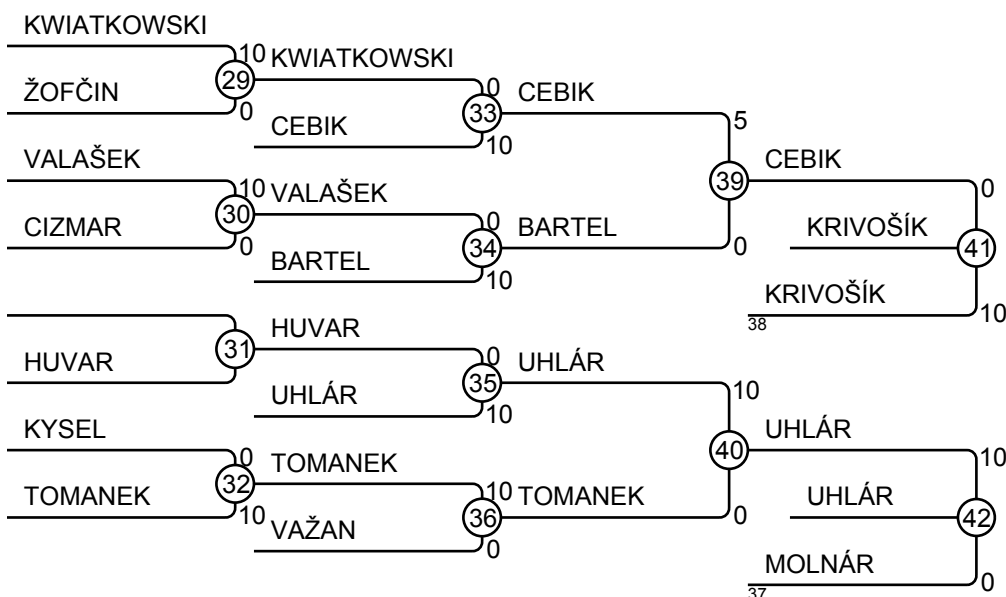 KWIATKOWSKI
10 KWIATKOWSKI
29
ŽOFČIN
0
0 CEBIK
33
CEBIK
10
5
VALAŠEK
10 VALAŠEK
30
CIZMAR
0
0 BARTEL
34
BARTEL
10
39
0
CEBIK
0
KRIVOŠÍK
41
KRIVOŠÍK
38
10
HUVAR
31
HUVAR
0 UHLÁR
35
UHLÁR
10
10
KYSEL
0 TOMANEK
32
TOMANEK
10
10 TOMANEK
36
VAŽAN
0
40
0
UHLÁR
10
UHLÁR
42
MOLNÁR
37
0